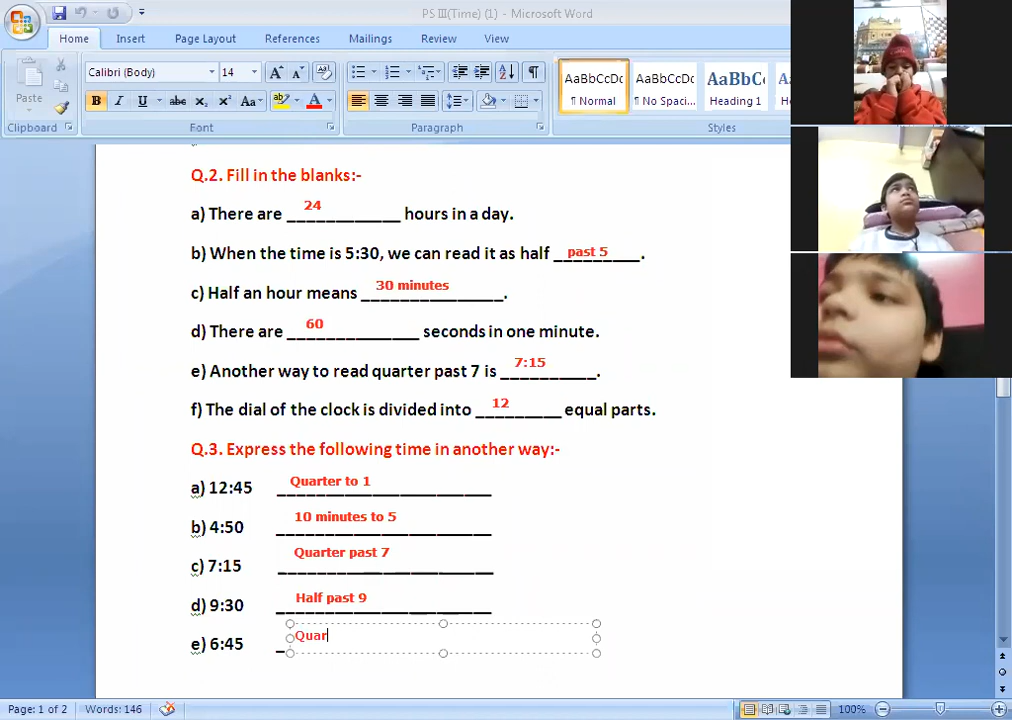 PS III(Time) (1) - Microsoft Word
Home Insert Page Layout References Mailings Review View
Calibri (Body) 14 AaBbCcDc AaBbCcDc AaBbC
Paste B I U abc x₂ x² Aa ¶ Normal ¶ No Spaci... Heading 1
Clipboard Font Paragraph Styles
Q.2. Fill in the blanks:-
a) There are 24 hours in a day.
b) When the time is 5:30, we can read it as half past 5.
c) Half an hour means 30 minutes.
d) There are 60 seconds in one minute.
e) Another way to read quarter past 7 is 7:15.
f) The dial of the clock is divided into 12 equal parts.
Q.3. Express the following time in another way:-
a) 12:45 Quarter to 1
b) 4:50 10 minutes to 5
c) 7:15 Quarter past 7
d) 9:30 Half past 9
e) 6:45 Quar
Page: 1 of 2 Words: 146 100%